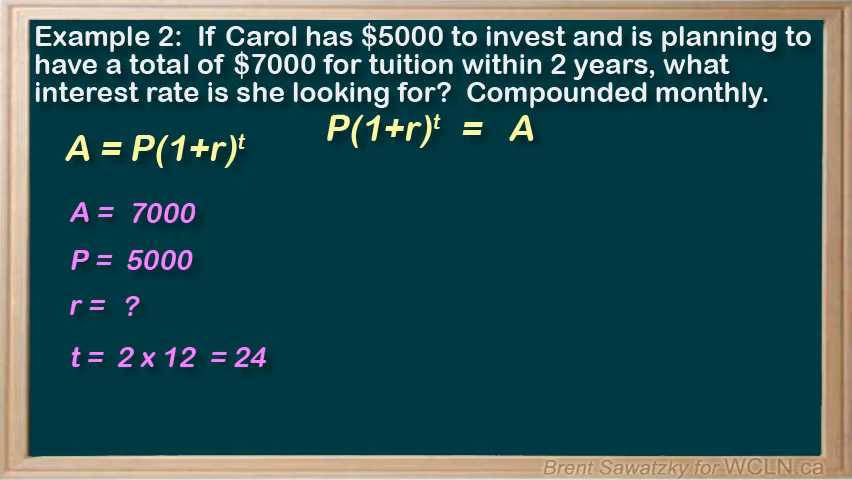 Example 2:  If Carol has $5000 to invest and is planning to
have a total of $7000 for tuition within 2 years, what
interest rate is she looking for?  Compounded monthly.
A = P(1+r)ᵗ
P(1+r)ᵗ = A
A = 7000
P = 5000
r = ?
t = 2 x 12 = 24
Brent Sawatzky for WCLN.ca